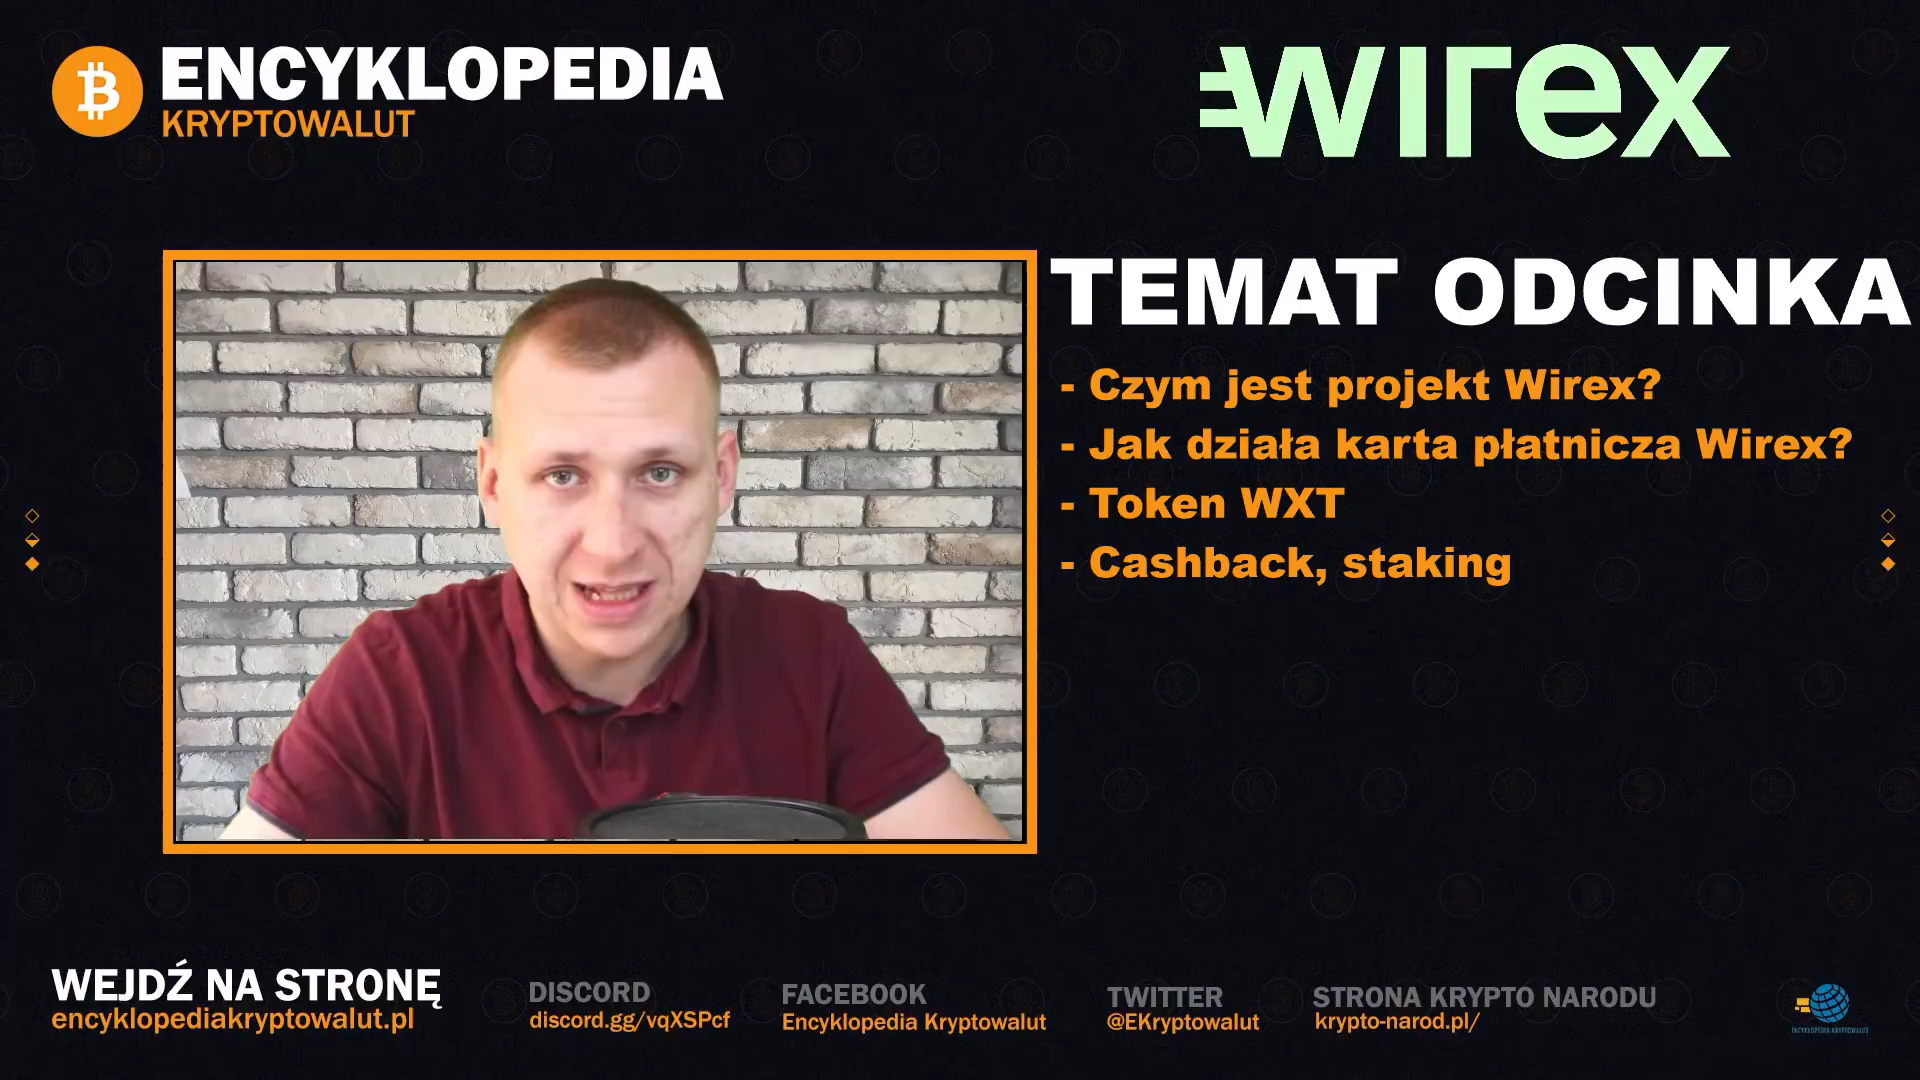 ENCYKLOPEDIA
KRYPTOWALUT
wirex
TEMAT ODCINKA
- Czym jest projekt Wirex?
- Jak działa karta płatnicza Wirex?
- Token WXT
- Cashback, staking
WEJDŹ NA STRONĘ
encyklopediakryptowalut.pl
DISCORD
discord.gg/vqXSPcf
FACEBOOK
Encyklopedia Kryptowalut
TWITTER
@EKryptowalut
STRONA KRYPTO NARODU
krypto-narod.pl/
ENCYKLOPEDIA KRYPTOWALUT